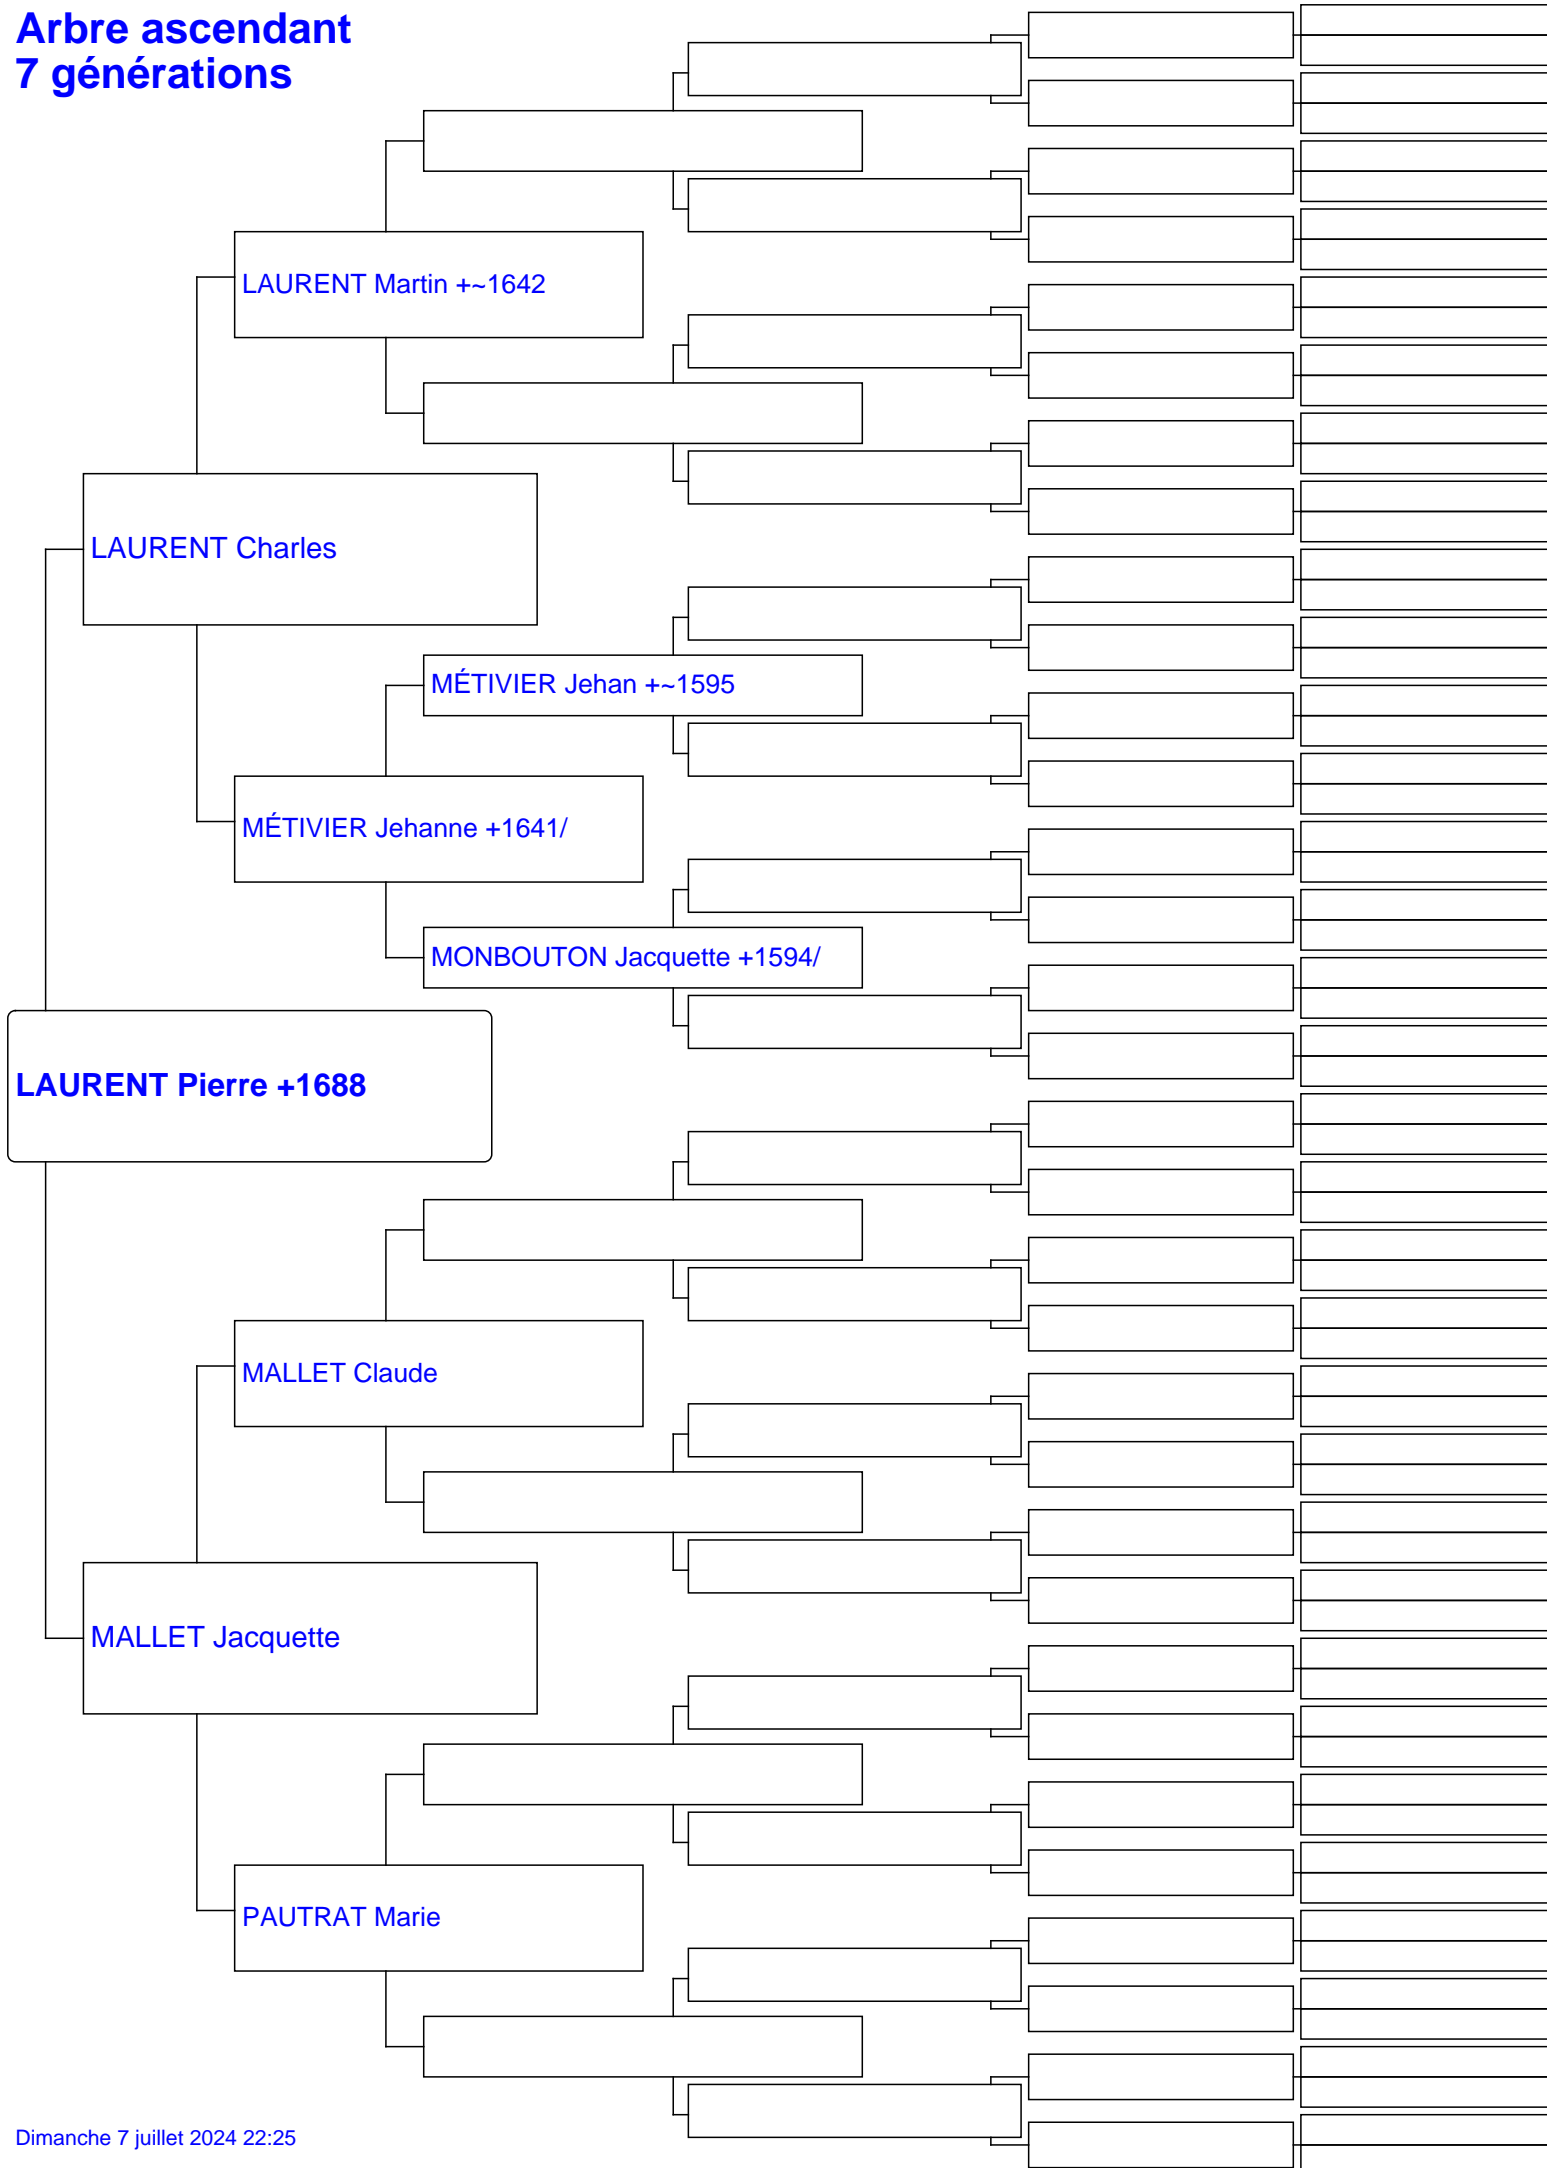 Arbre ascendant
7 générations
LAURENT Martin +~1642
LAURENT Charles
MÉTIVIER Jehan +~1595
MÉTIVIER Jehanne +1641/
MONBOUTON Jacquette +1594/
LAURENT Pierre +1688
MALLET Claude
MALLET Jacquette
PAUTRAT Marie
Dimanche 7 juillet 2024 22:25